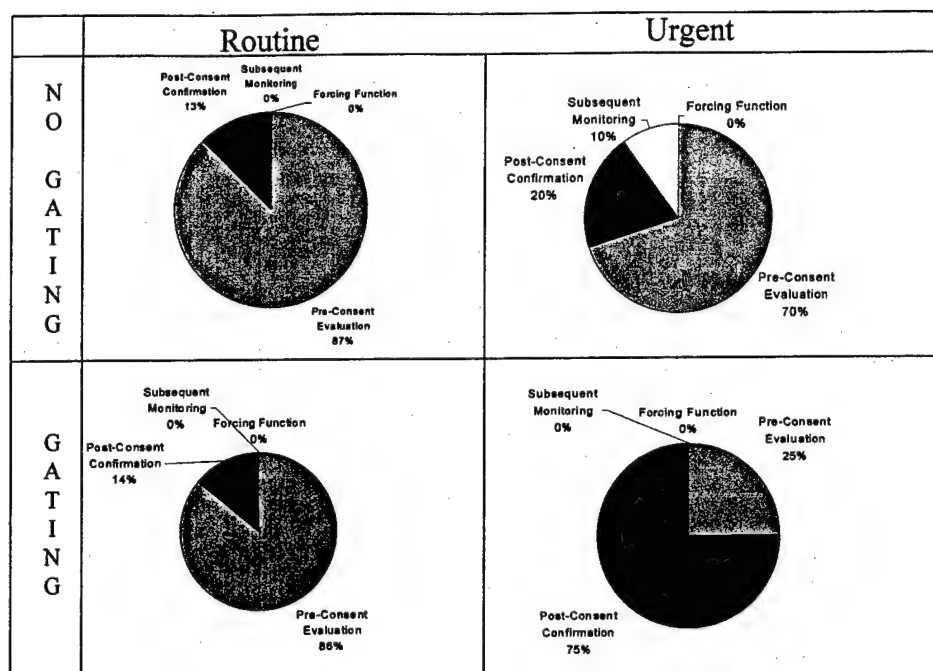 Routine
Urgent
NO GATING
Post-Consent
Confirmation
13%
Subsequent
Monitoring
0%
Forcing Function
0%
Pre-Consent
Evaluation
87%
Subsequent
Monitoring
10%
Forcing Function
0%
Post-Consent
Confirmation
20%
Pre-Consent
Evaluation
70%
GATING
Subsequent
Monitoring
0%
Forcing Function
0%
Post-Consent
Confirmation
14%
Pre-Consent
Evaluation
86%
Subsequent
Monitoring
0%
Forcing Function
0%
Pre-Consent
Evaluation
25%
Post-Consent
Confirmation
75%